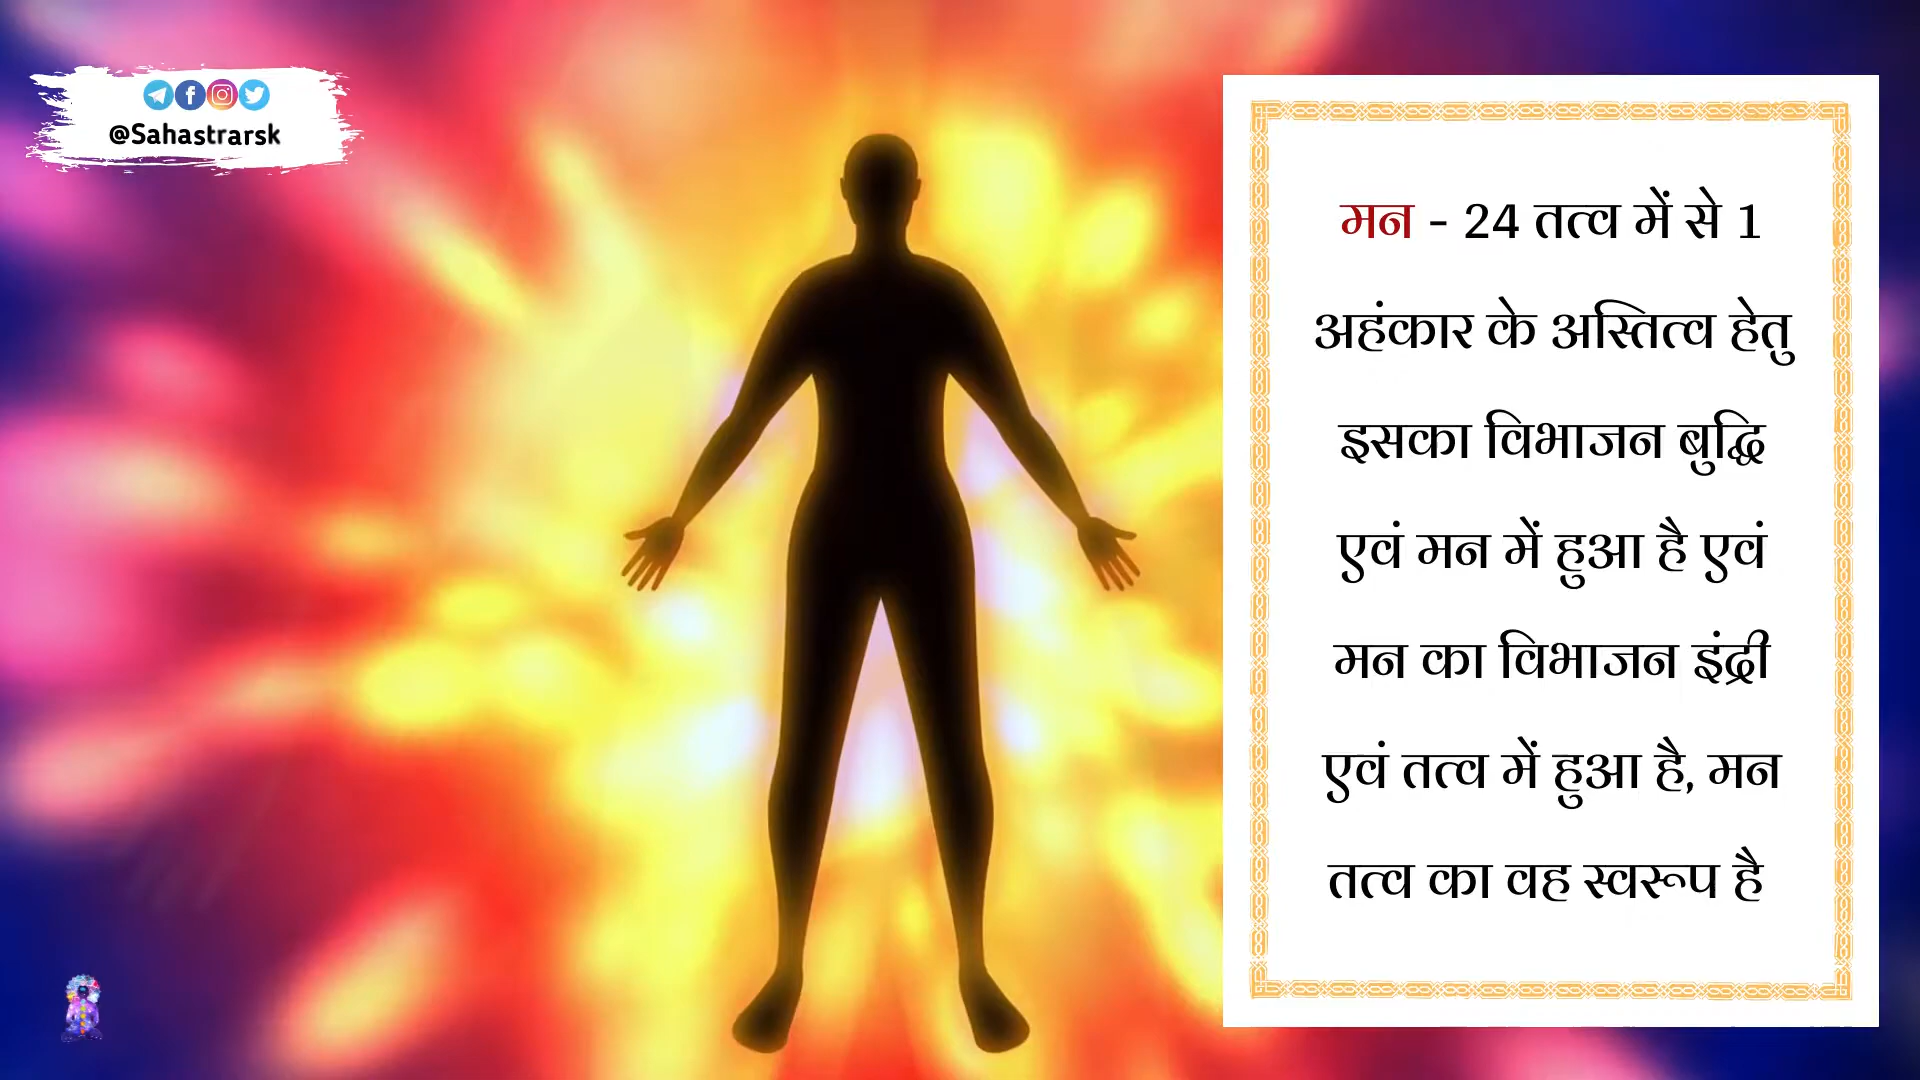 @Sahastrarsk
मन - 24 तत्व में से 1
अहंकार के अस्तित्व हेतु
इसका विभाजन बुद्धि
एवं मन में हुआ है एवं
मन का विभाजन इंद्री
एवं तत्व में हुआ है, मन
तत्व का वह स्वरूप है